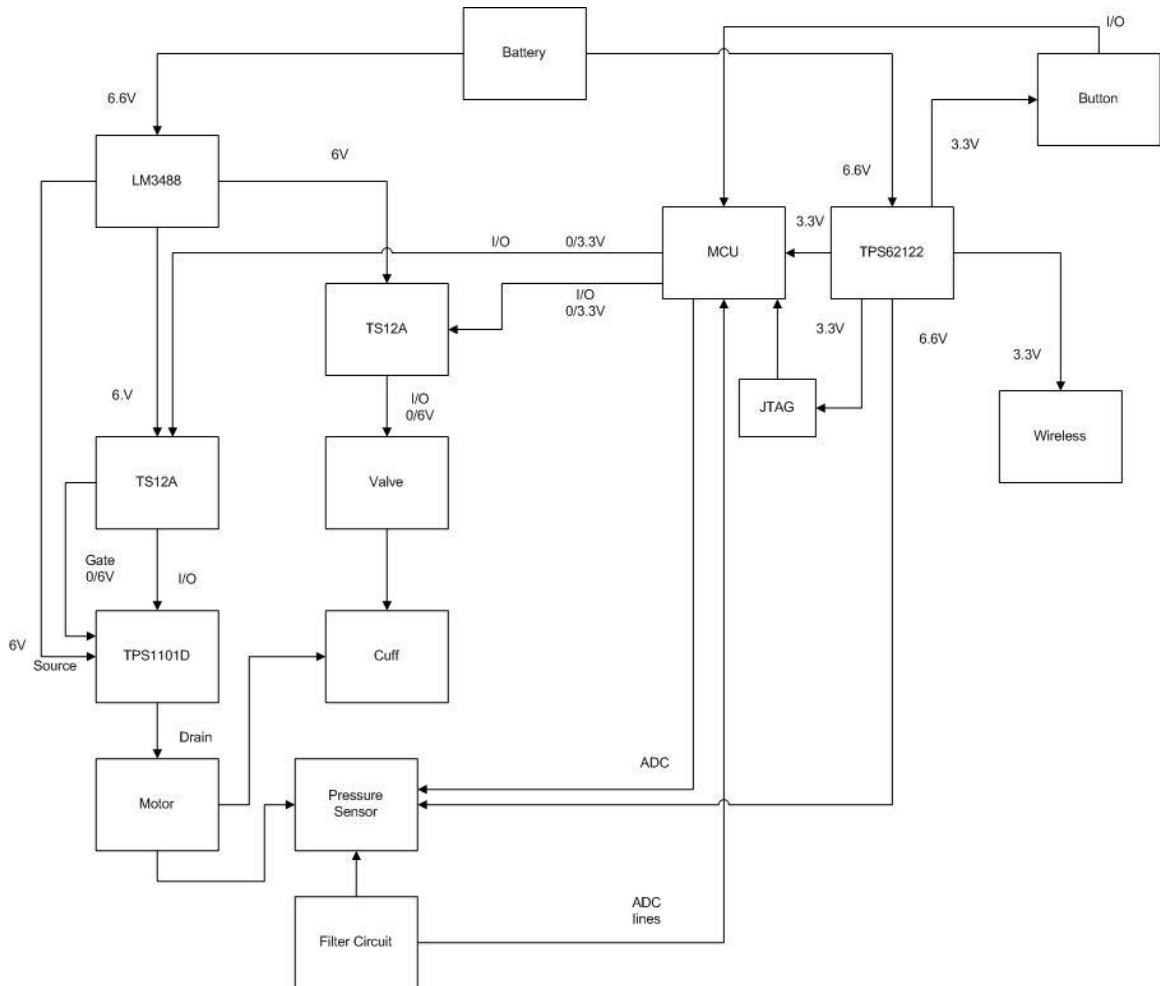 I/O
Battery
Button
6.6V
3.3V
LM3488
6V
6.6V
3.3V
MCU
TPS62122
I/O
0/3.3V
I/O
0/3.3V
TS12A
3.3V
6.6V
3.3V
6.V
I/O
0/6V
JTAG
Wireless
TS12A
Valve
Gate
0/6V
I/O
6V
Source
TPS1101D
Cuff
Drain
ADC
Motor
Pressure
Sensor
ADC
lines
Filter Circuit